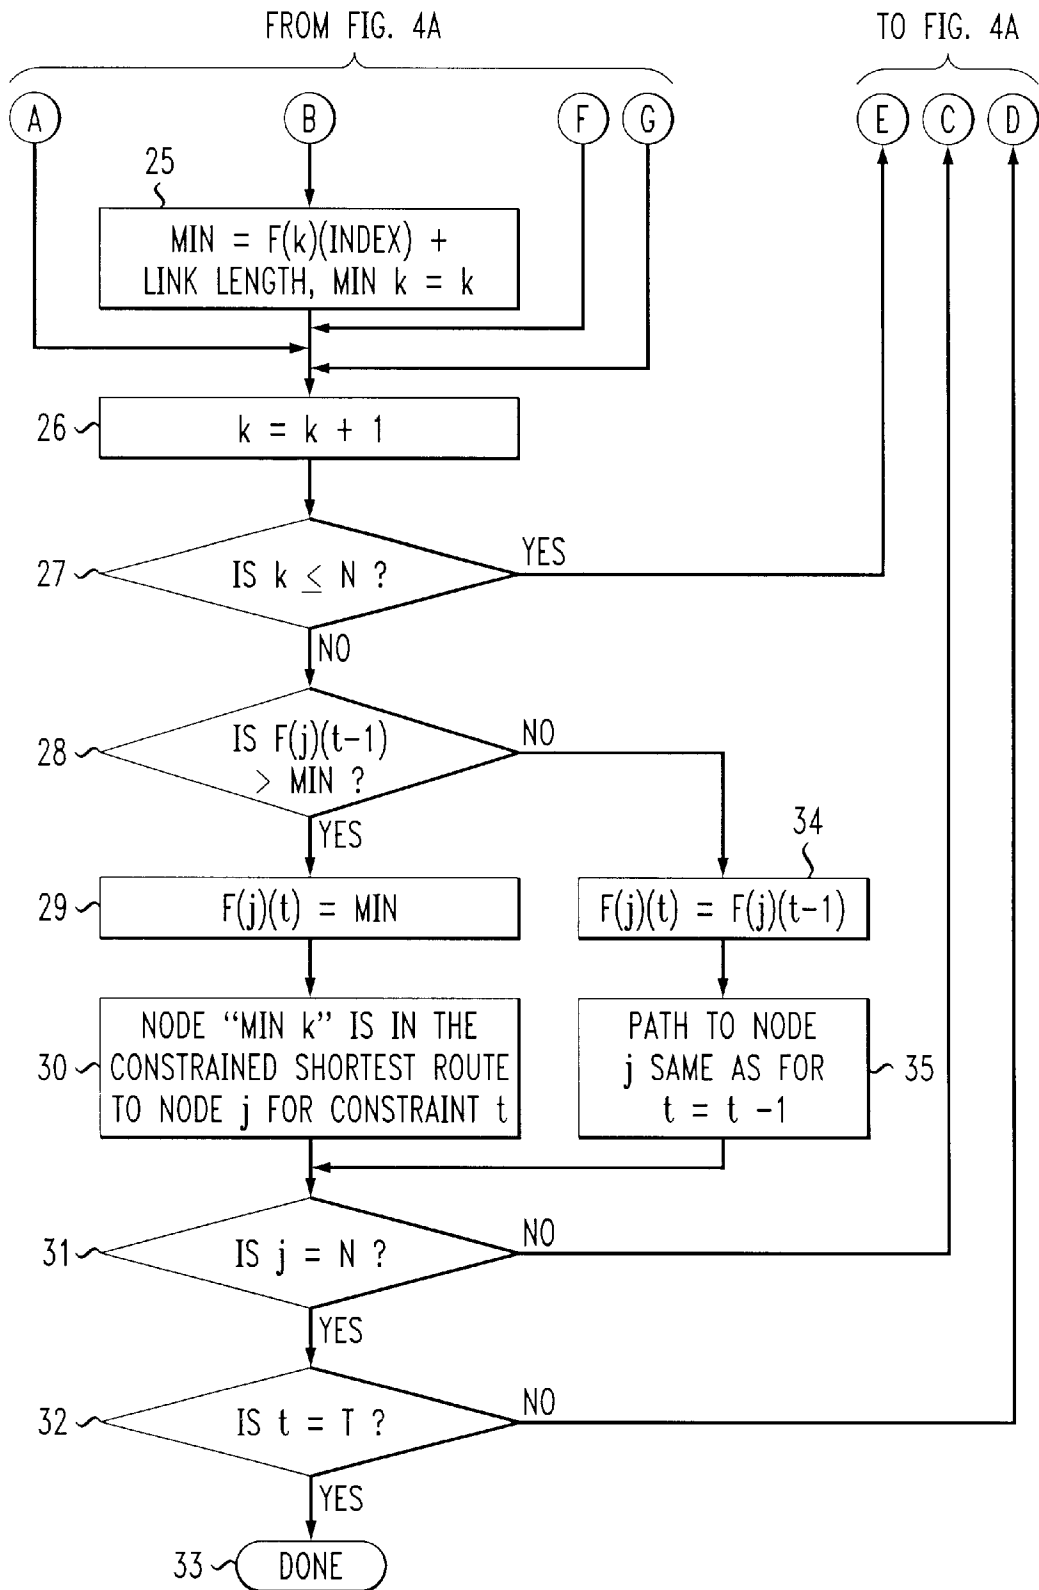 FROM FIG. 4A
TO FIG. 4A
A
B
F
G
E
C
D
25
MIN = F(k)(INDEX) +
LINK LENGTH, MIN k = k
26
k = k + 1
27
IS k ≤ N ?
YES
NO
28
IS F(j)(t-1)
> MIN ?
NO
YES
34
29
F(j)(t) = MIN
F(j)(t) = F(j)(t-1)
30
NODE “MIN k” IS IN THE
CONSTRAINED SHORTEST ROUTE
TO NODE j FOR CONSTRAINT t
PATH TO NODE
j SAME AS FOR
t = t -1
35
31
IS j = N ?
NO
YES
32
IS t = T ?
NO
YES
33
DONE